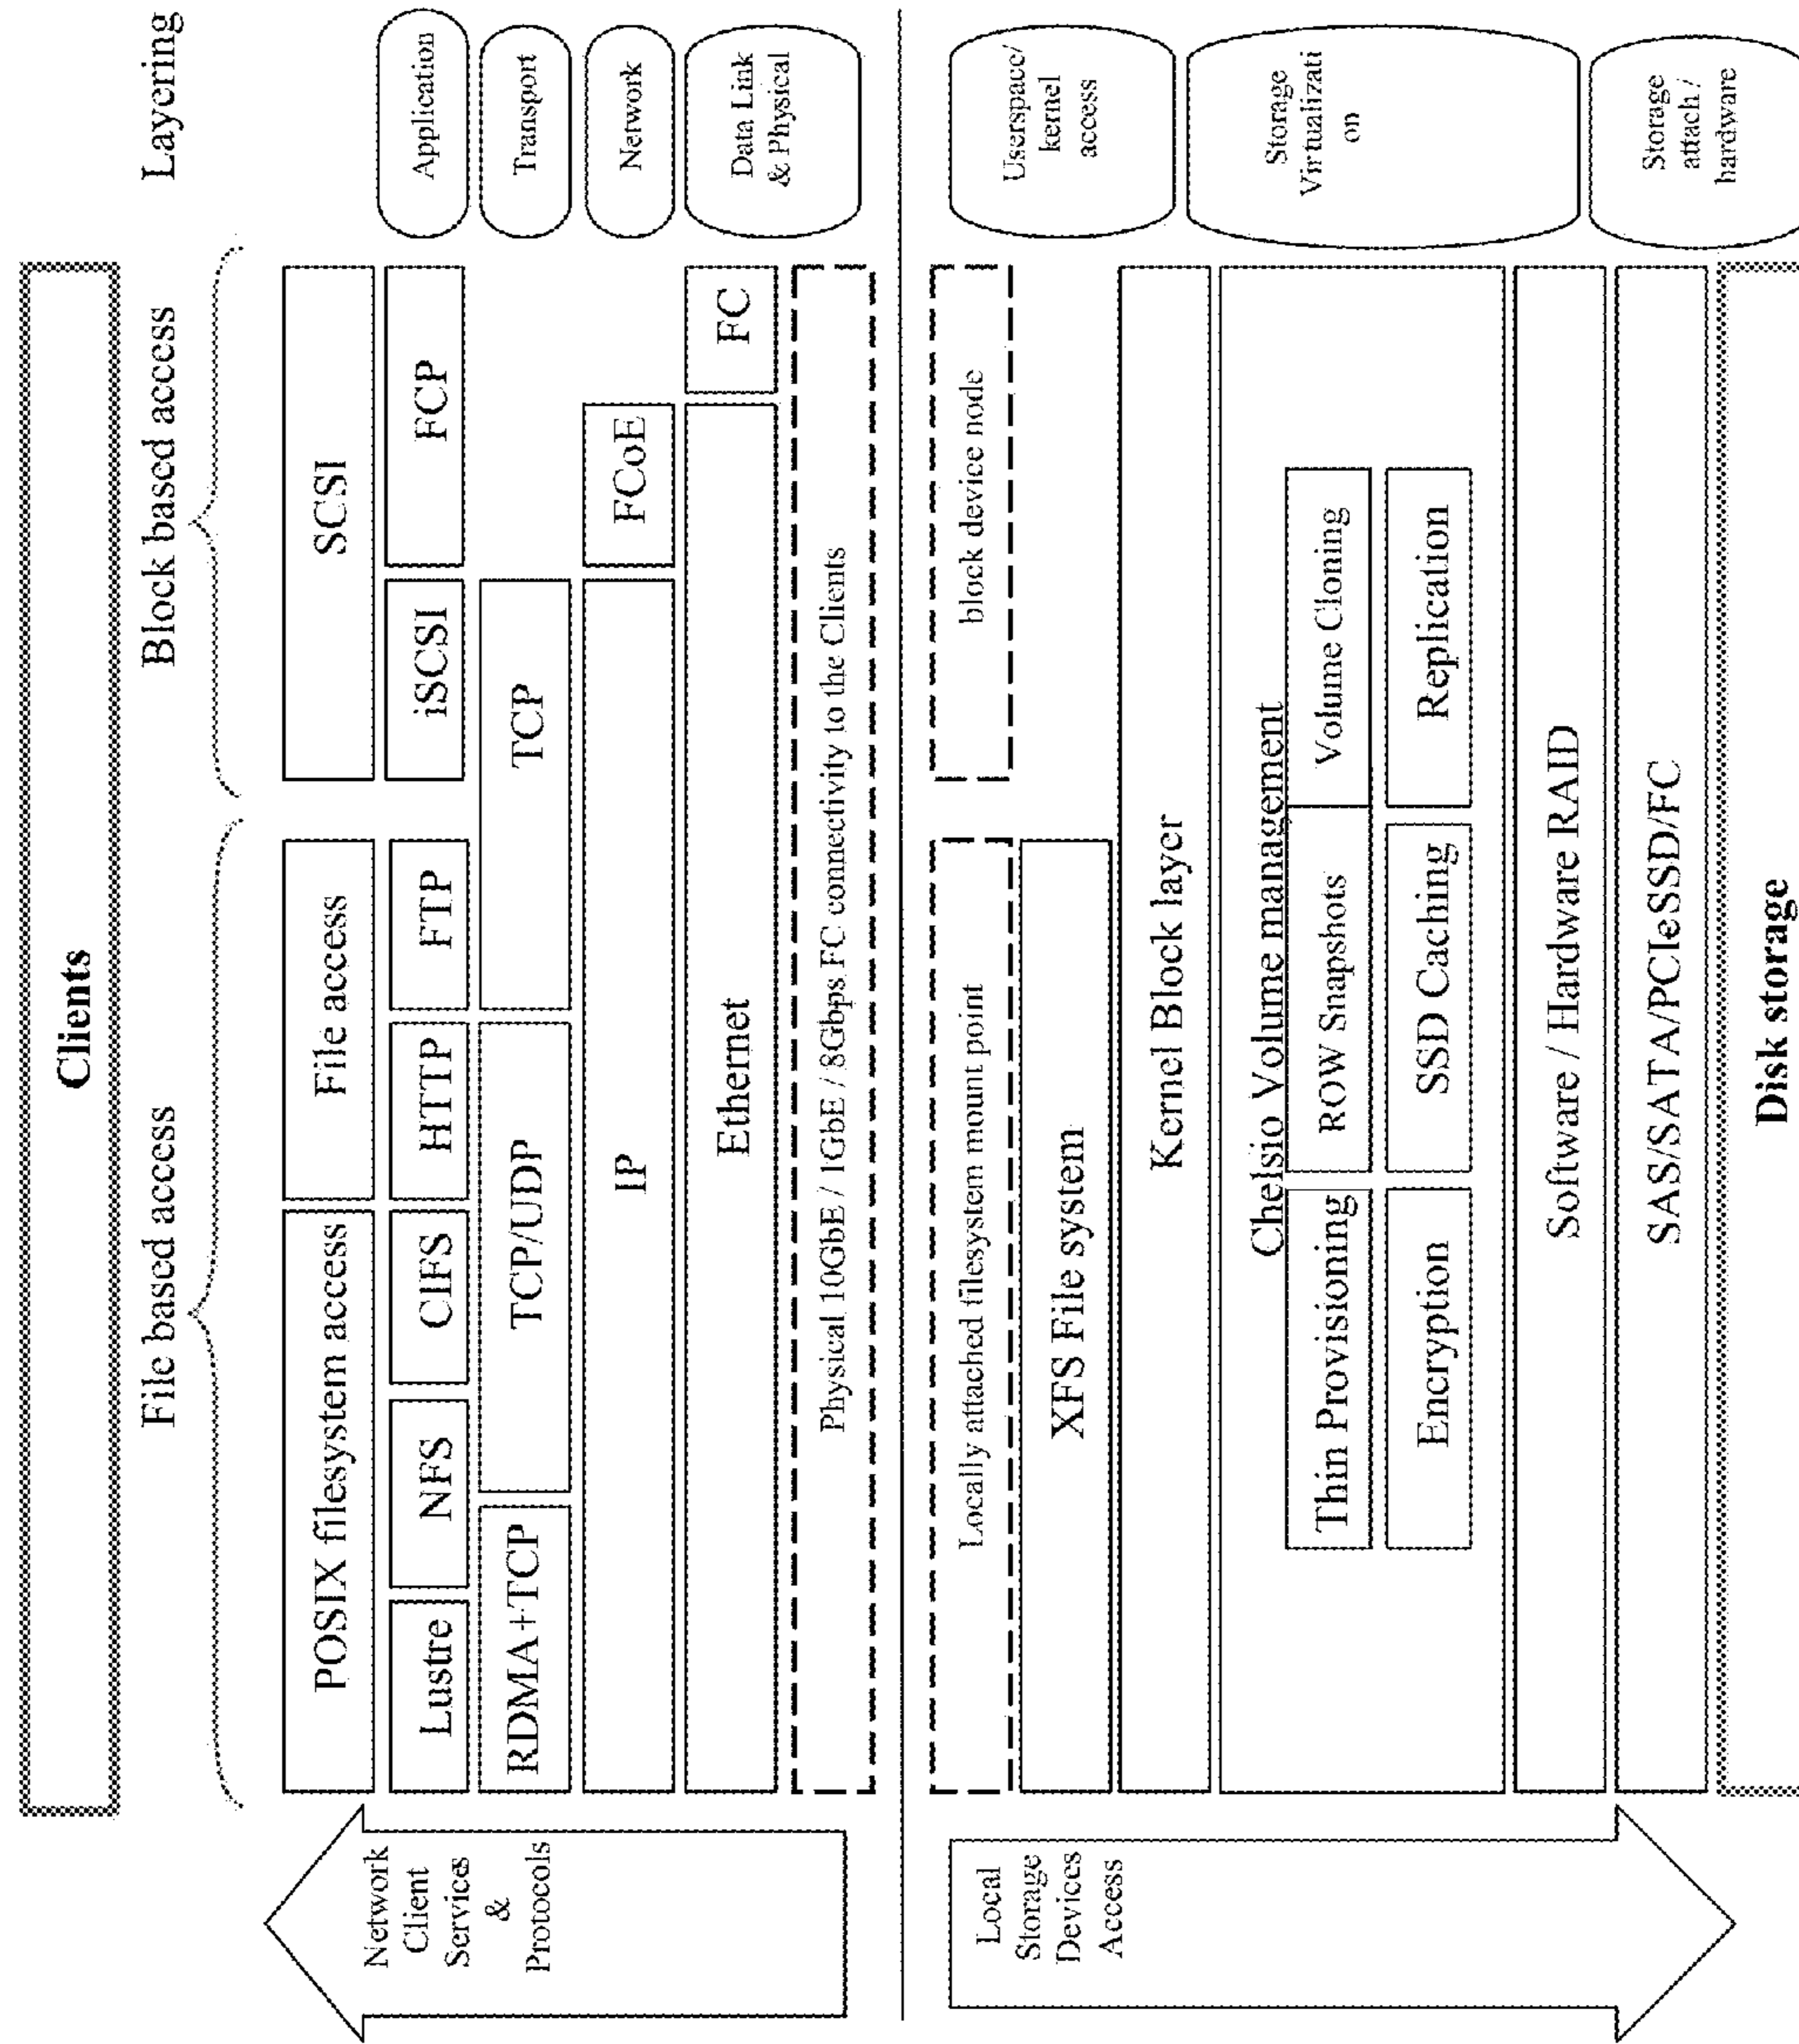 Clients
File based access
Block based access
Layering
POSIX filesystem access
File access
SCSI
Lustre
NFS
CIFS
HTTP
FTP
iSCSI
FCP
Application
RDMA+TCP
TCP/UDP
TCP
Transport
IP
FCoE
Network
Ethernet
FC
Data Link
& Physical
Physical 10GbE / 1GbE / 8Gbps FC connectivity to the Clients
Network
Client
Services
&
Protocols
Locally attached filesystem mount point
block device node
Userspace/
kernel
access
XFS File system
Kernel Block layer
Chelsio Volume management
Thin Provisioning
ROW Snapshots
Volume Cloning
Encryption
SSD Caching
Replication
Storage
Virtualizati
on
Software / Hardware RAID
SAS/SATA/PCIeSSD/FC
Storage
attach /
hardware
Disk storage
Local
Storage
Devices
Access